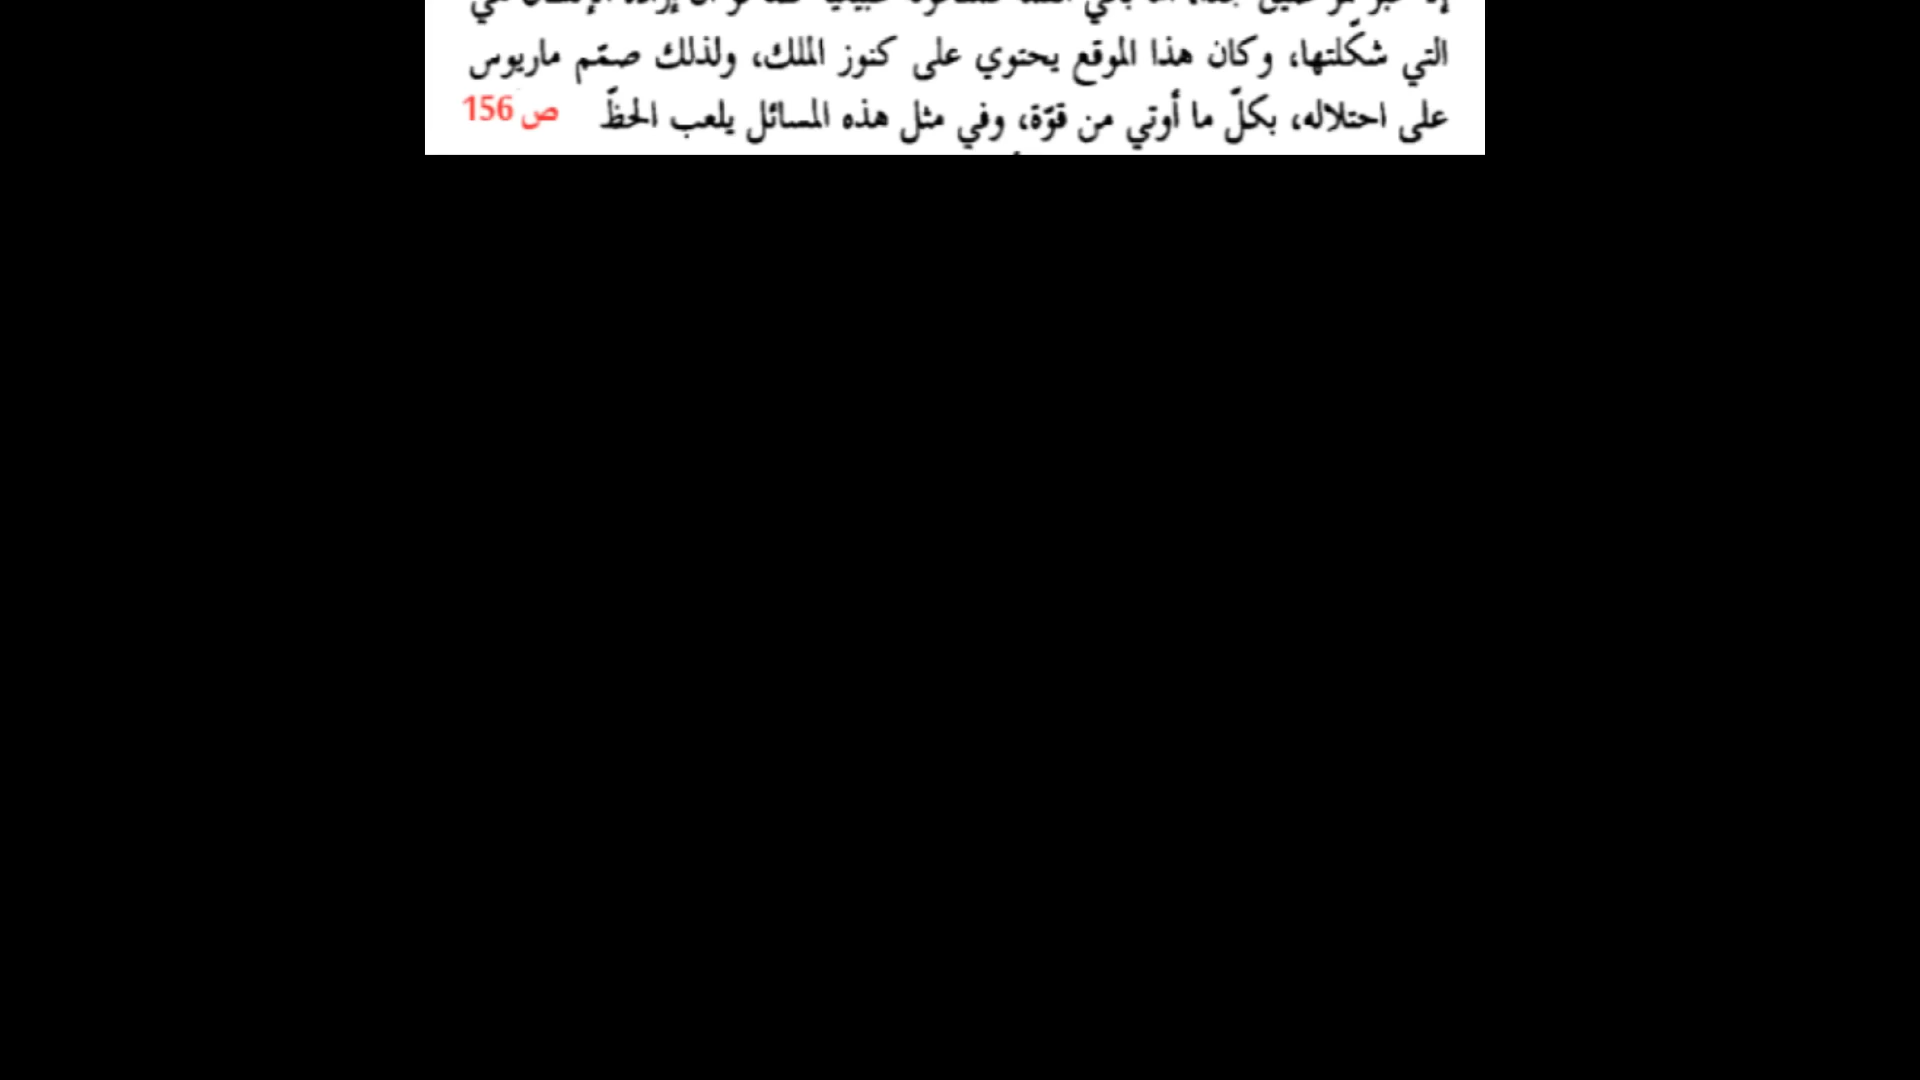 التي شكّلتها، وكان هذا الموقع يحتوي على كنوز الملك، ولذلك صمّم ماريوس
على احتلاله، بكلّ ما أوتي من قوّة، وفي مثل هذه المسائل يلعب الحظّ ص 156